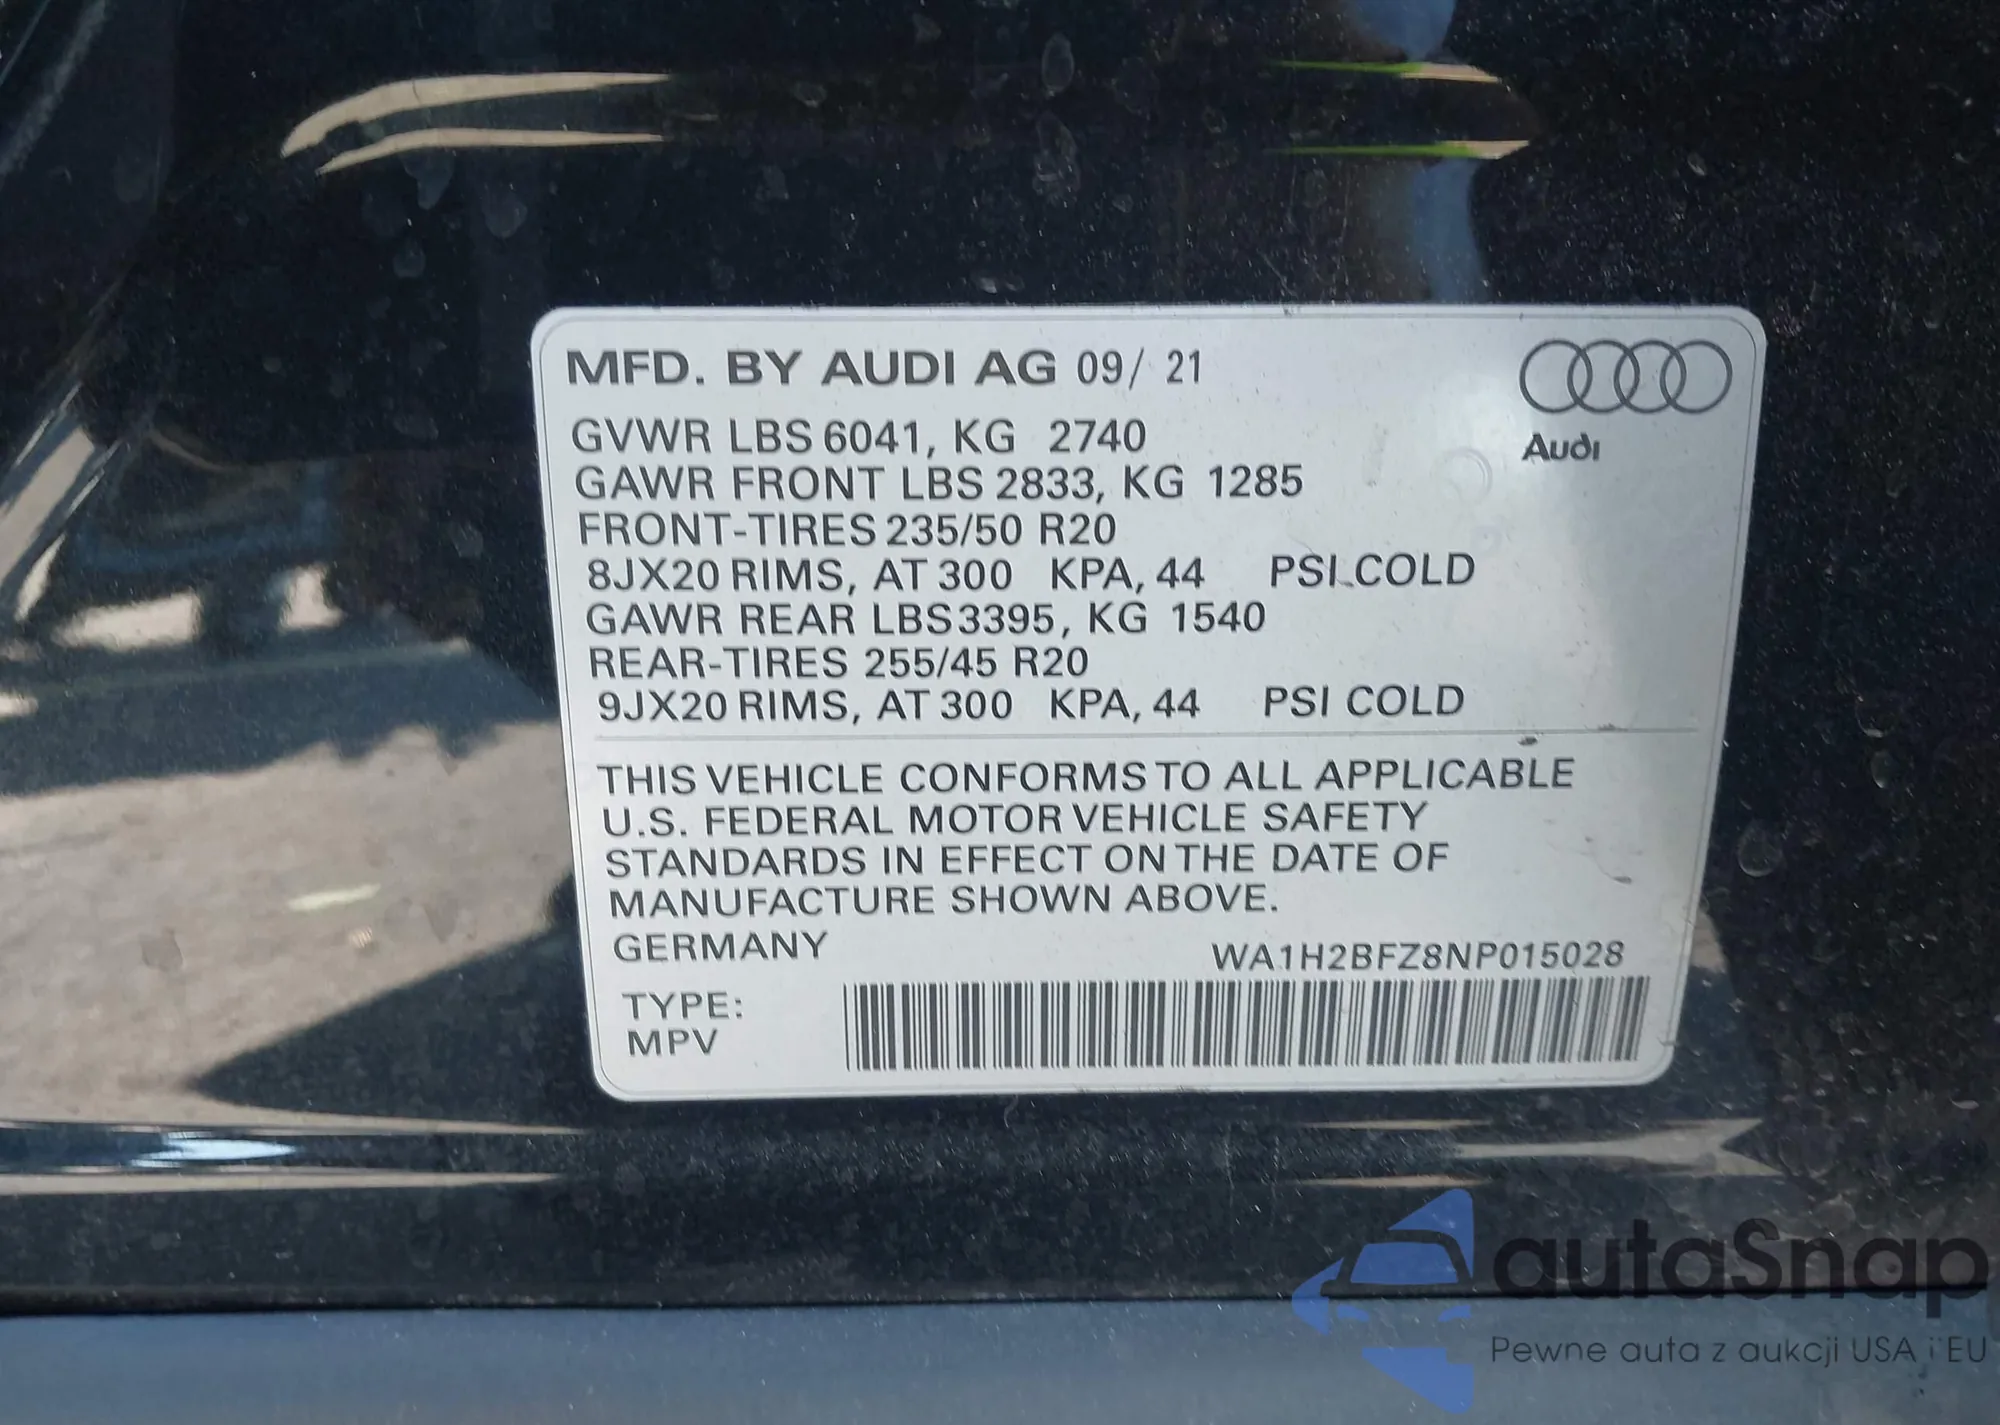 MFD. BY AUDI AG 09/ 21
Audi
GVWR LBS 6041, KG 2740
GAWR FRONT LBS 2833, KG 1285
FRONT-TIRES 235/50 R20
8JX20 RIMS, AT 300 KPA, 44 PSI COLD
GAWR REAR LBS 3395, KG 1540
REAR-TIRES 255/45 R20
9JX20 RIMS, AT 300 KPA, 44 PSI COLD
THIS VEHICLE CONFORMS TO ALL APPLICABLE
U.S. FEDERAL MOTOR VEHICLE SAFETY
STANDARDS IN EFFECT ON THE DATE OF
MANUFACTURE SHOWN ABOVE.
GERMANY WA1H2BFZ8NP015028
TYPE:
MPV
autaSnap
Pewne auta z aukcji USA i EU